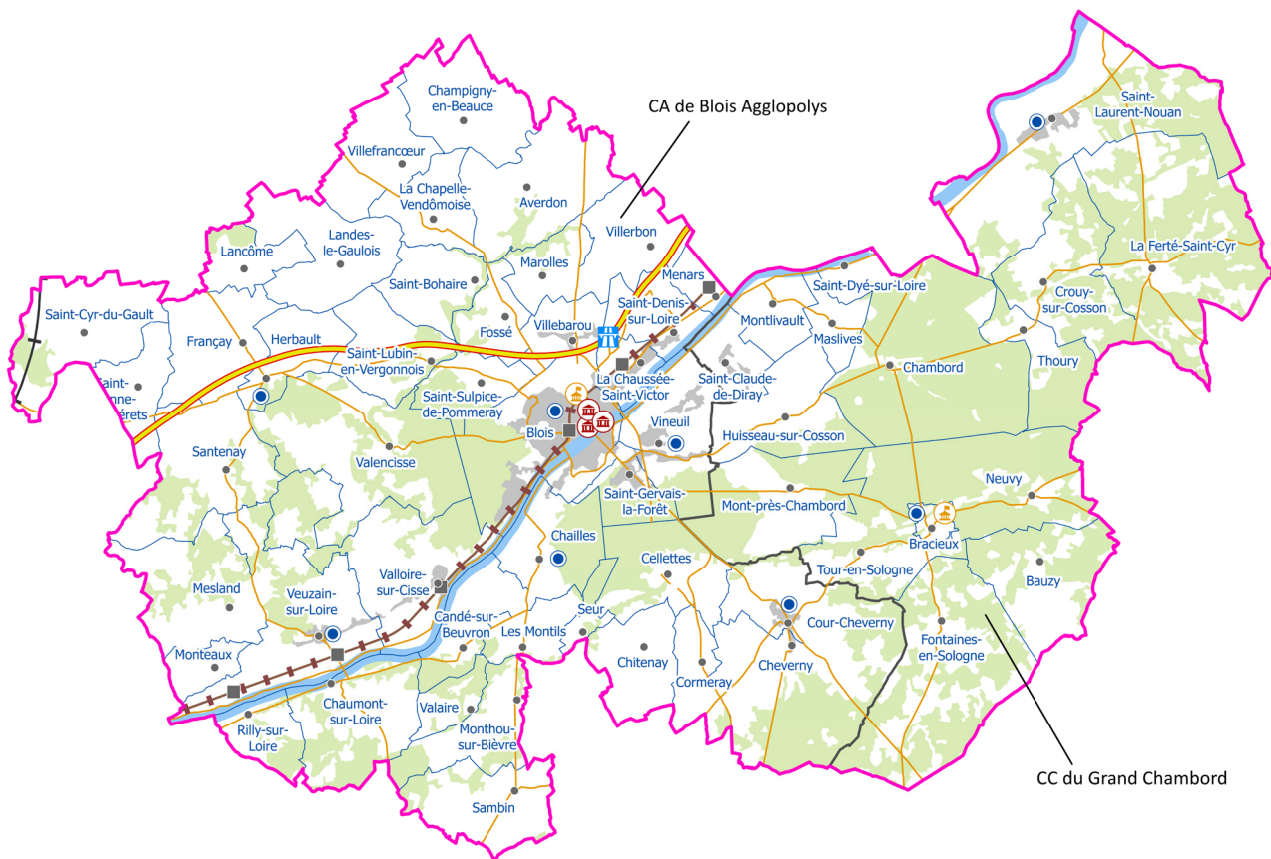 Champigny-
en-Beauce
CA de Blois Agglopolys
Saint-
Laurent-Nouan
Villefrancœur
La Chapelle-
Vendômoise
Averdon
Landes-
le-Gaulois
Lancôme
Villerbon
Marolles
La Ferté-Saint-Cyr
Saint-Bohaire
Menars
Saint-Dyé-sur-Loire
Crouy-
sur-Cosson
Saint-Cyr-du-Gault
Saint-Denis-
sur-Loire
Montlivault
Fossé
Villebarou
Françay
Herbault
Maslives
Saint-Lubin-
en-Vergonnois
Thoury
Chambord
Saint-
nne-
érets
La Chaussée-
Saint-Victor
Saint-Claude-
de-Diray
Saint-Sulpice-
de-Pommeray
Vineuil
Blois
Huisseau-sur-Cosson
Santenay
Valencisse
Neuvy
Saint-Gervais-
la-Forêt
Mont-près-Chambord
Chailles
Bracieux
Cellettes
Tour-en-Sologne
Bauzy
Mesland
Valloire-
sur-Cisse
Veuzain-
sur-Loire
Seur
Candé-sur-
Beuvron
Les Montils
Cour-Cheverny
Fontaines-
en-Sologne
Monteaux
Chitenay
Cheverny
Cormeray
Chaumont-
sur-Loire
Valaire
Rilly-sur-
Loire
Monthou-
sur-Bièvre
CC du Grand Chambord
Sambin